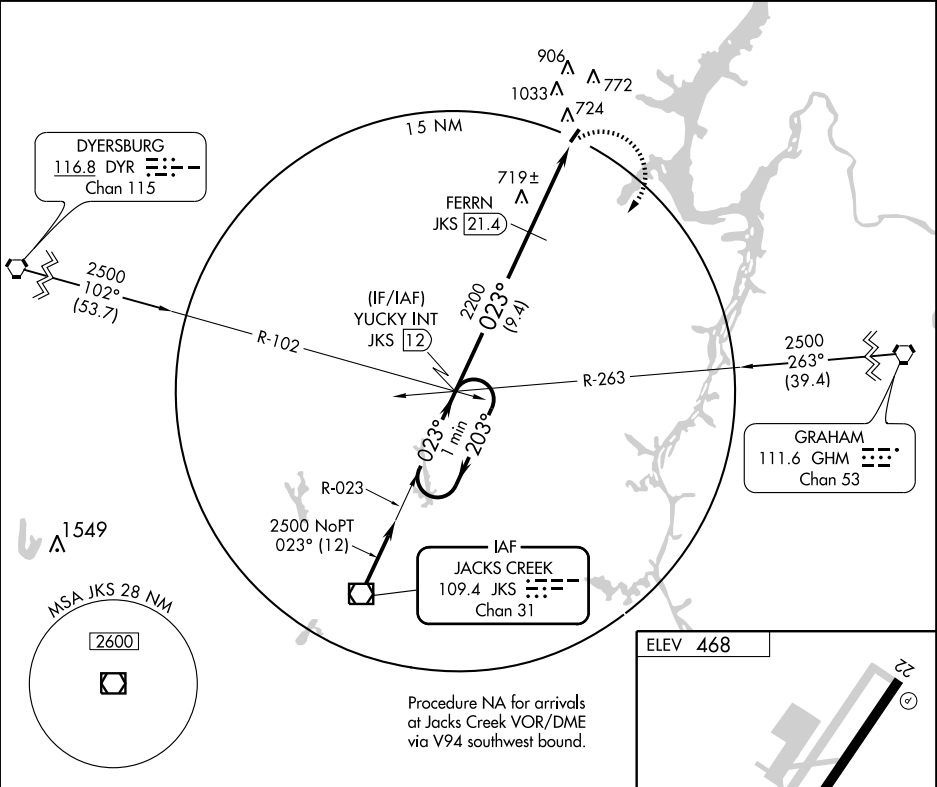 906
772
1033
724
15 NM
DYERSBURG
116.8 DYR
Chan 115
719±
FERRN
JKS 21.4
2500
102°
(53.7)
2200
023°
(9.4)
(IF/IAF)
YUCKY INT
JKS 12
R-102
2500
263°
(39.4)
R-263
023°
1 min
203°
GRAHAM
111.6 GHM
Chan 53
R-023
2500 NoPT
023° (12)
1549
IAF
JACKS CREEK
109.4 JKS
Chan 31
MSA JKS 28 NM
2600
ELEV 468
22
P
Procedure NA for arrivals
at Jacks Creek VOR/DME
via V94 southwest bound.